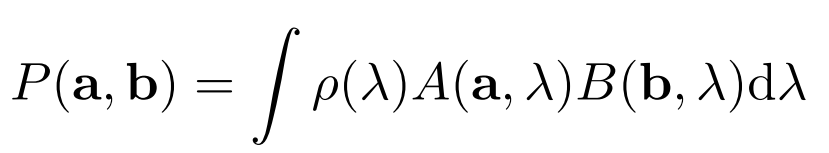 P(𝐚, 𝐛) = ∫ ρ(λ)A(𝐚, λ)B(𝐛, λ)dλ